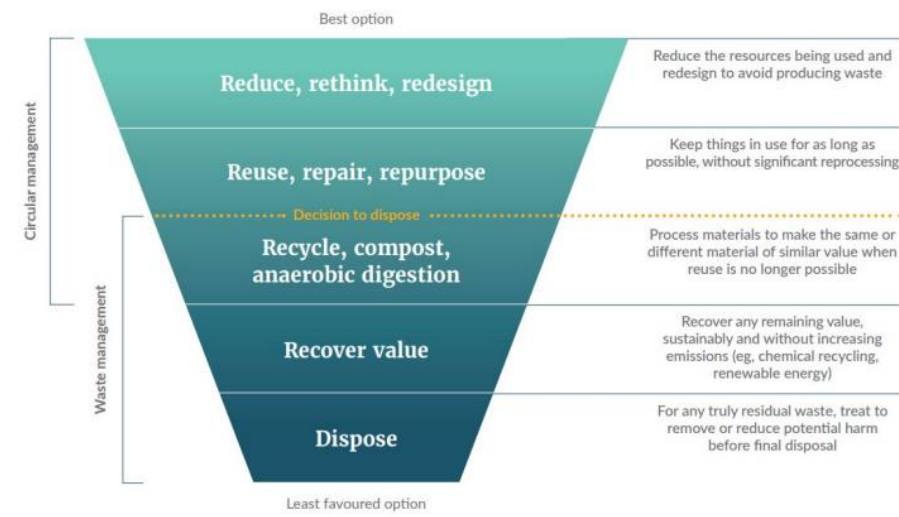 Best option
Circular management
Waste management
Reduce, rethink, redesign
Reduce the resources being used and
redesign to avoid producing waste
Reuse, repair, repurpose
Keep things in use for as long as
possible, without significant reprocessing
Decision to dispose
Recycle, compost,
anaerobic digestion
Process materials to make the same or
different material of similar value when
reuse is no longer possible
Recover value
Recover any remaining value,
sustainably and without increasing
emissions (eg, chemical recycling,
renewable energy)
Dispose
For any truly residual waste, treat to
remove or reduce potential harm
before final disposal
Least favoured option